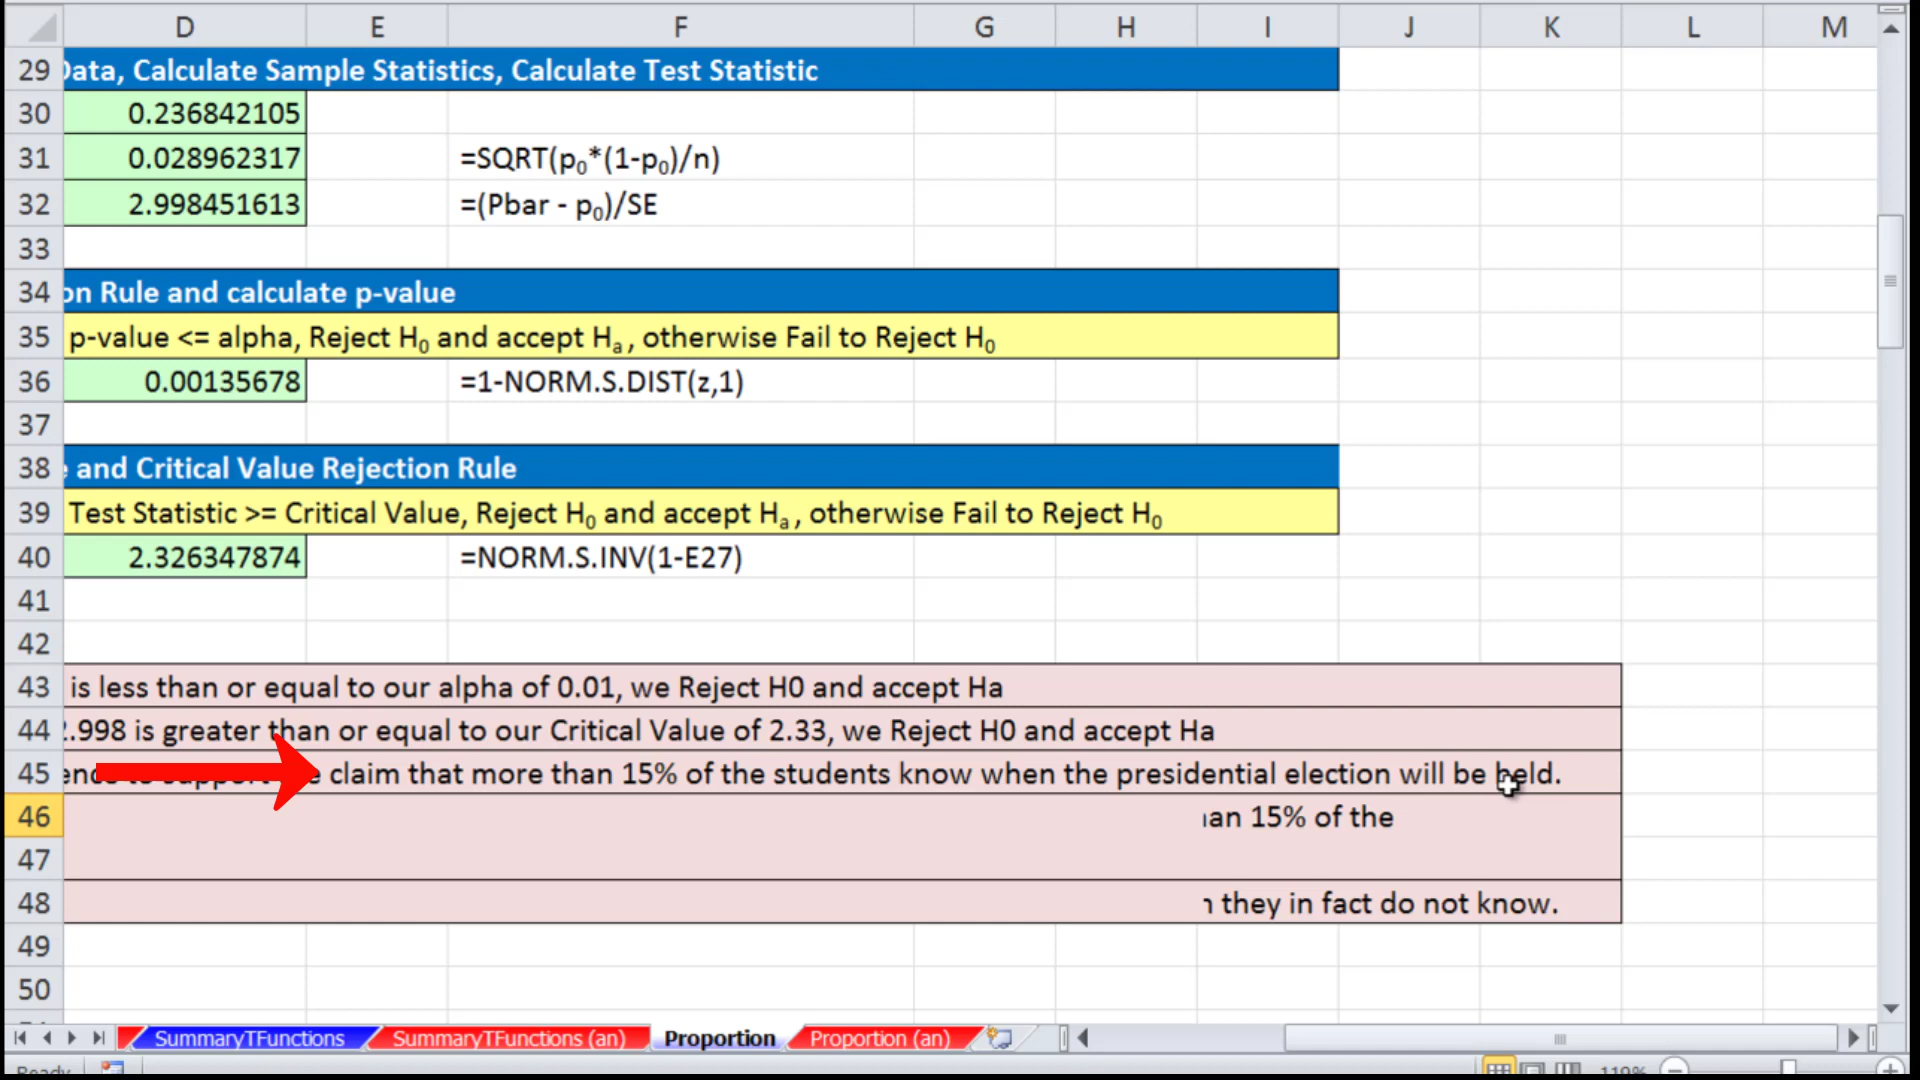 D E F G H I J K L M
29 Data, Calculate Sample Statistics, Calculate Test Statistic
30 0.236842105
31 0.028962317 =SQRT(p₀*(1-p₀)/n)
32 2.998451613 =(Pbar - p₀)/SE
33
34 on Rule and calculate p-value
35 p-value <= alpha, Reject H₀ and accept Hₐ, otherwise Fail to Reject H₀
36 0.00135678 =1-NORM.S.DIST(z,1)
37
38 and Critical Value Rejection Rule
39 Test Statistic >= Critical Value, Reject H₀ and accept Hₐ, otherwise Fail to Reject H₀
40 2.326347874 =NORM.S.INV(1-E27)
41
42
43 is less than or equal to our alpha of 0.01, we Reject H0 and accept Ha
44 2.998 is greater than or equal to our Critical Value of 2.33, we Reject H0 and accept Ha
45 claim that more than 15% of the students know when the presidential election will be held.
46 an 15% of the
47
48 they in fact do not know.
49
50
SummaryTFunctions SummaryTFunctions (an) Proportion Proportion (an)
Ready 119%